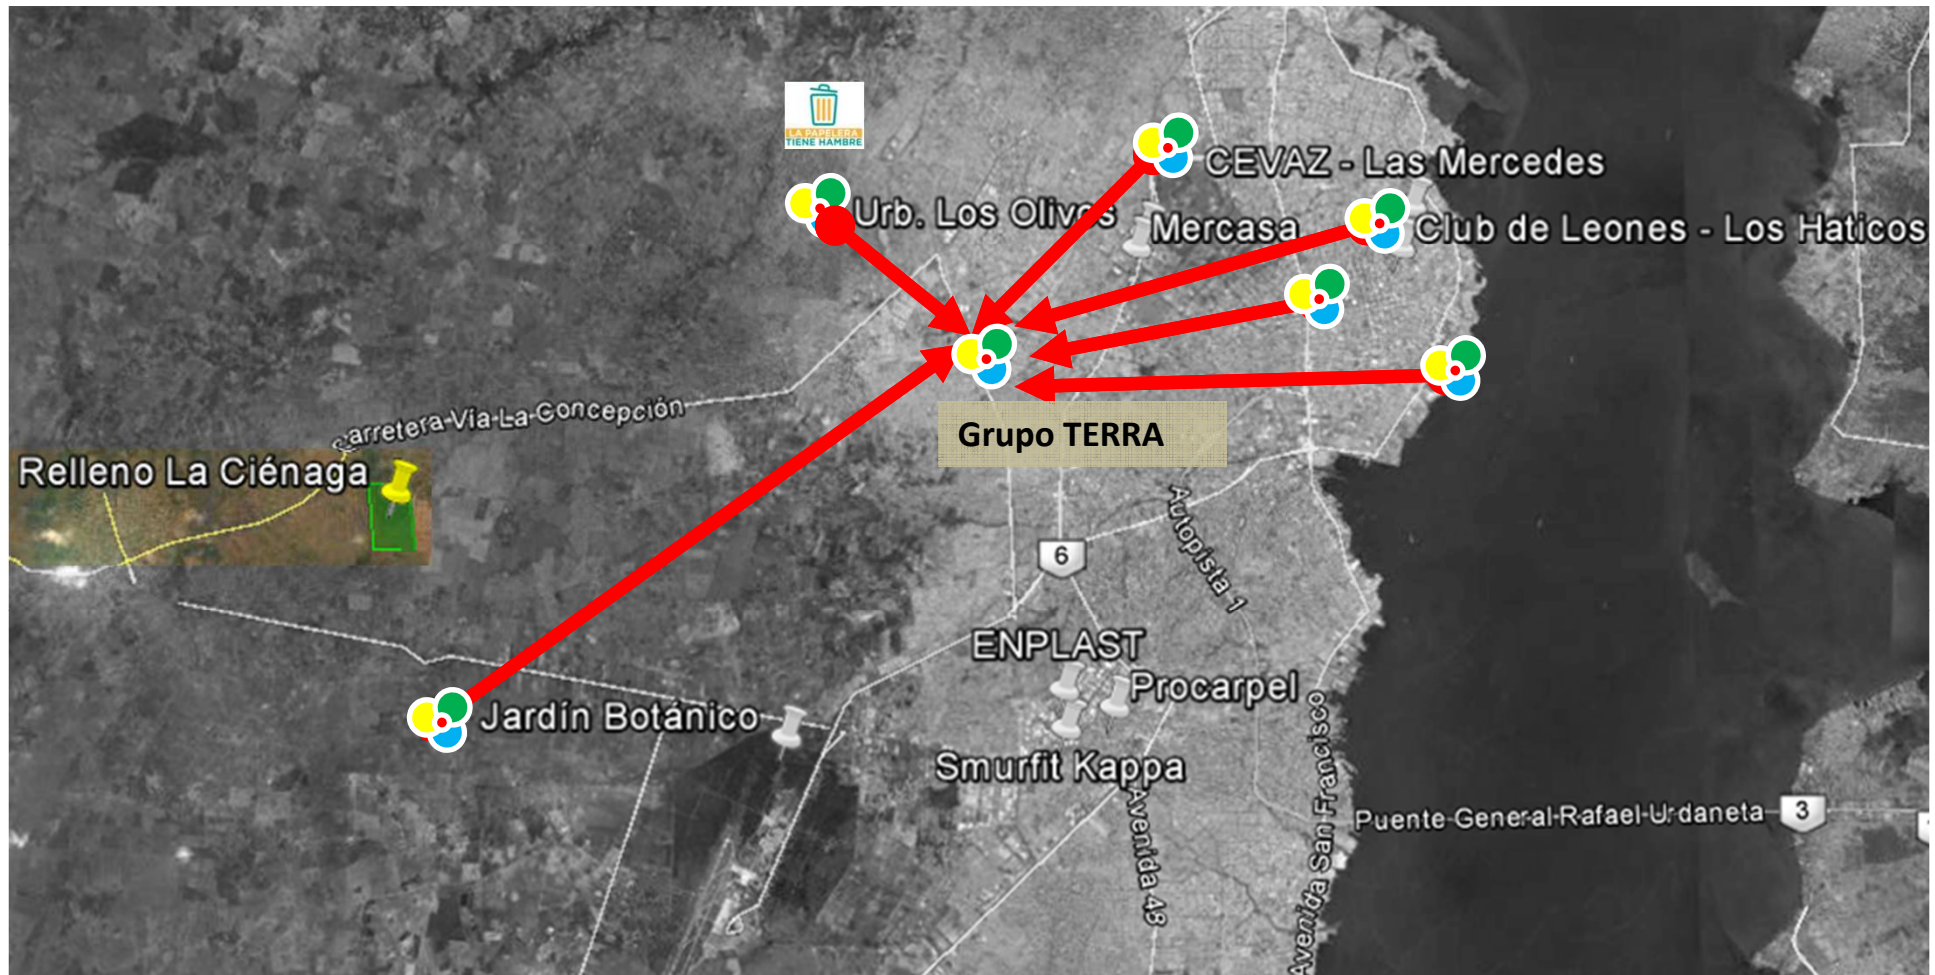 LA PAPELERA
TIENE HAMBRE
CEVAZ - Las Mercedes
Urb. Los Olivos
Mercasa
Club de Leones - Los Haticos
Carretera Vía La Concepción
Grupo TERRA
Relleno La Ciénaga
Autopista 1
6
ENPLAST
Procarpel
Jardín Botánico
Smurfit Kappa
Avenida San Francisco
Avenida 48
Puente General Rafael Urdaneta
3